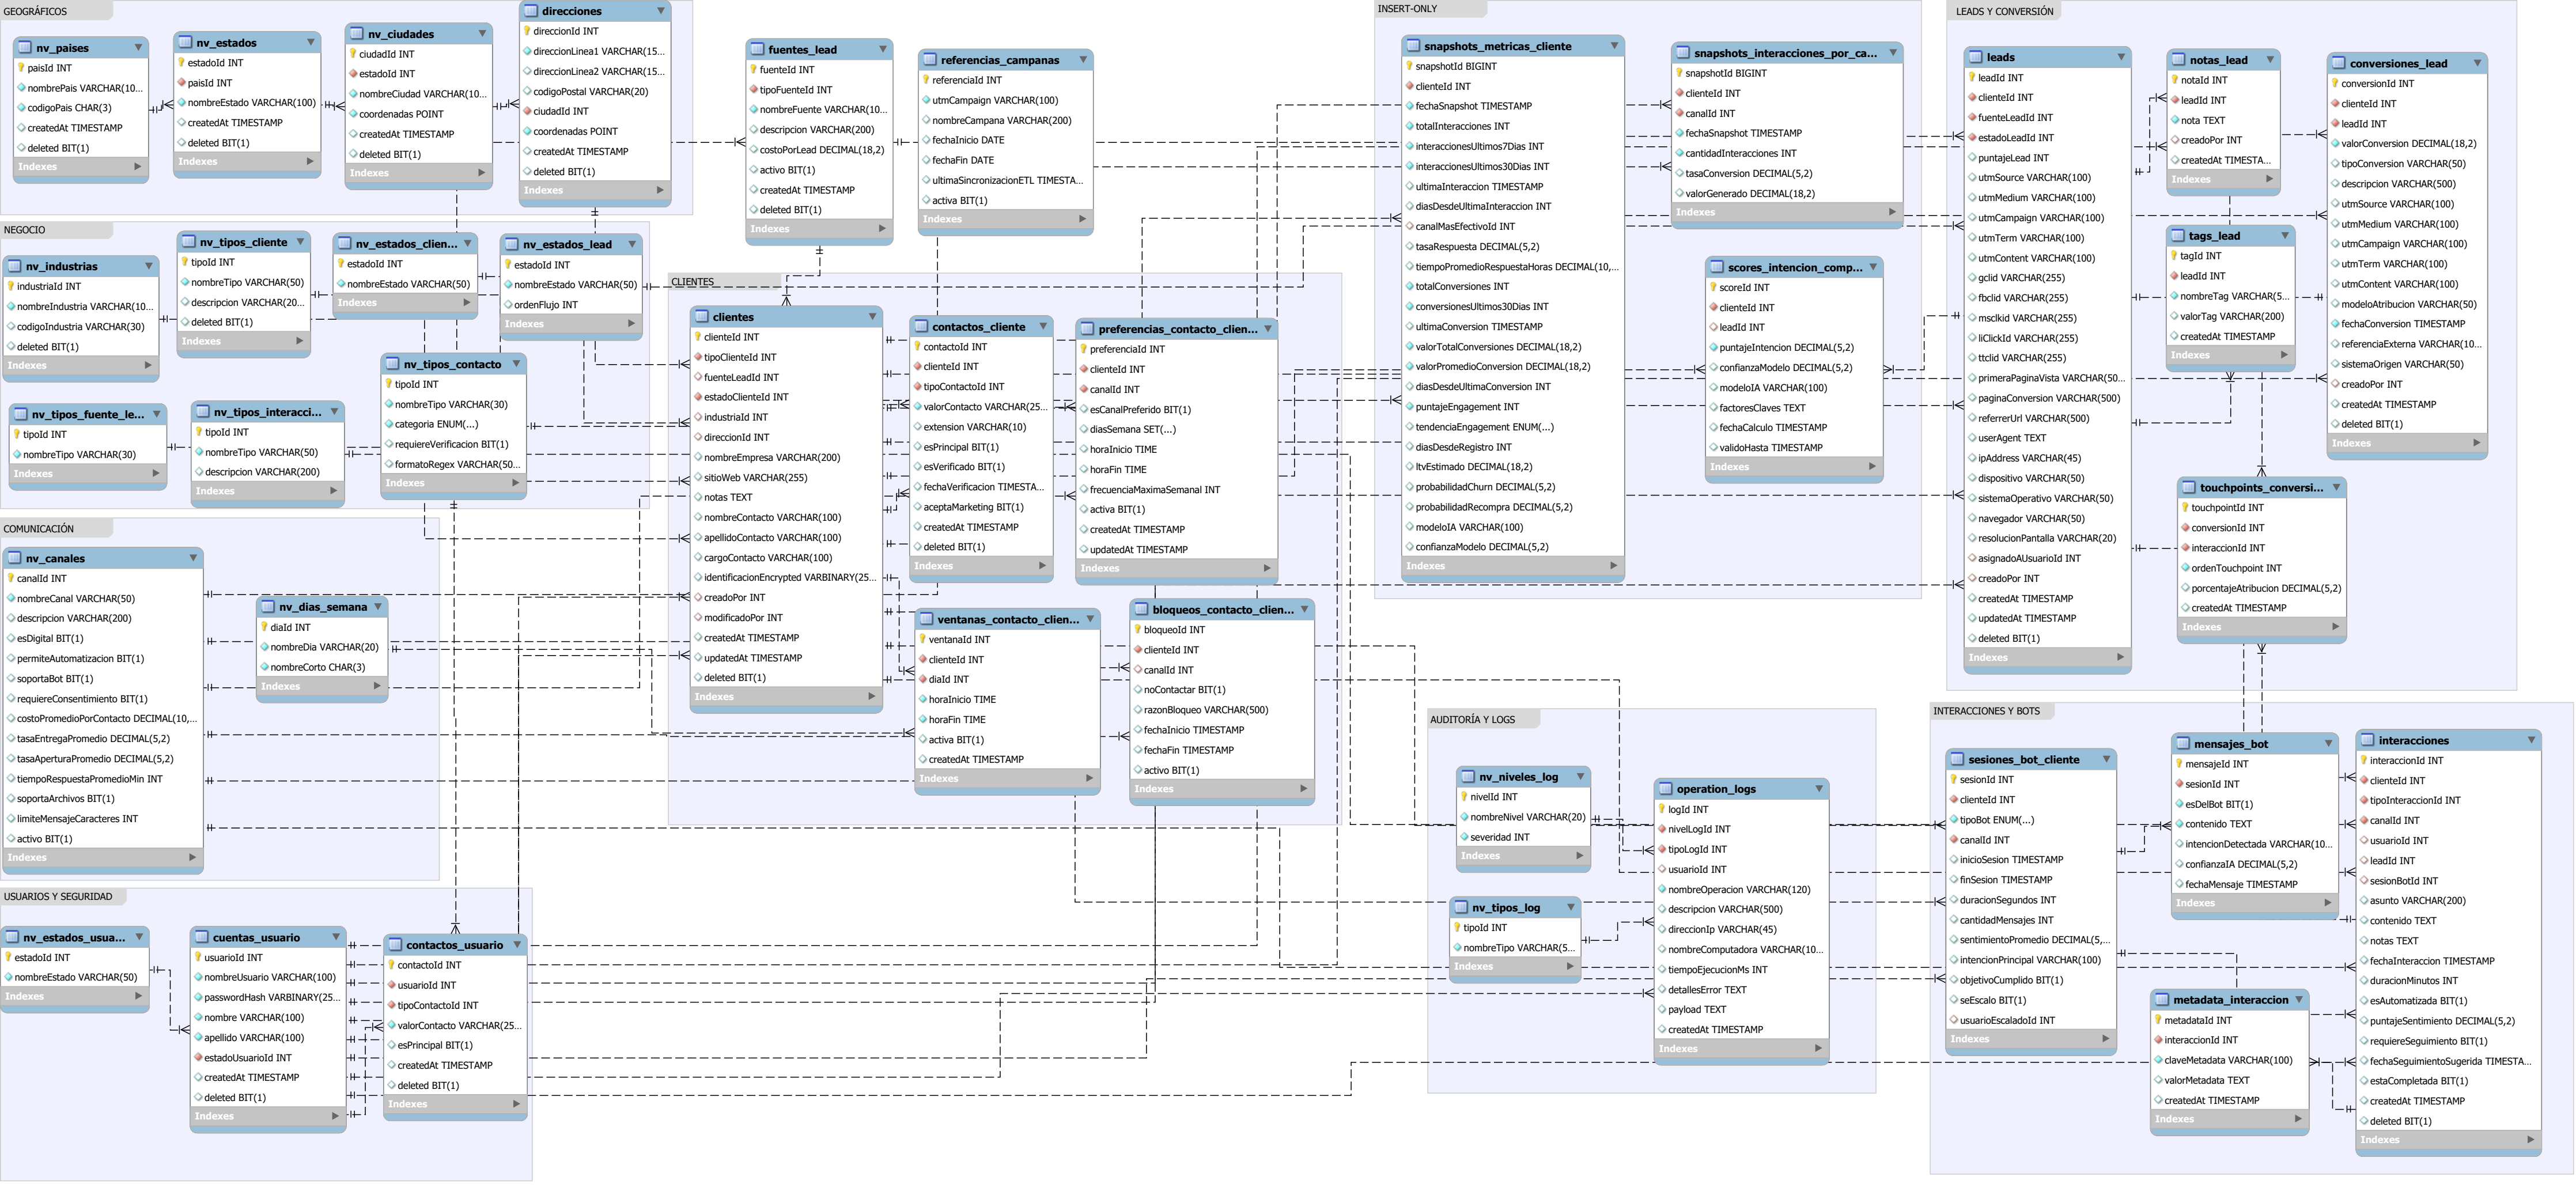 GEOGRÁFICOS
nv_paises
paisId INT
nombrePais VARCHAR(10...
codigoPais CHAR(3)
createdAt TIMESTAMP
deleted BIT(1)
Indexes
nv_estados
estadoId INT
paisId INT
nombreEstado VARCHAR(100)
createdAt TIMESTAMP
deleted BIT(1)
Indexes
nv_ciudades
ciudadId INT
estadoId INT
nombreCiudad VARCHAR(10...
coordenadas POINT
createdAt TIMESTAMP
deleted BIT(1)
Indexes
direcciones
direccionId INT
direccionLinea1 VARCHAR(15...
direccionLinea2 VARCHAR(15...
codigoPostal VARCHAR(20)
ciudadId INT
coordenadas POINT
createdAt TIMESTAMP
deleted BIT(1)
Indexes
fuentes_lead
fuenteId INT
tipoFuenteId INT
nombreFuente VARCHAR(10...
descripcion VARCHAR(200)
costoPorLead DECIMAL(18,2)
activo BIT(1)
createdAt TIMESTAMP
deleted BIT(1)
Indexes
referencias_campanas
referenciaId INT
utmCampaign VARCHAR(100)
nombreCampana VARCHAR(200)
fechaInicio DATE
fechaFin DATE
ultimaSincronizacionETL TIMESTA...
activa BIT(1)
Indexes
NEGOCIO
nv_industrias
industriaId INT
nombreIndustria VARCHAR(10...
codigoIndustria VARCHAR(30)
deleted BIT(1)
Indexes
nv_tipos_cliente
tipoId INT
nombreTipo VARCHAR(50)
descripcion VARCHAR(20...
deleted BIT(1)
Indexes
nv_estados_clien...
estadoId INT
nombreEstado VARCHAR(50)
Indexes
nv_estados_lead
estadoId INT
nombreEstado VARCHAR(50)
ordenFlujo INT
Indexes
nv_tipos_fuente_le...
tipoId INT
nombreTipo VARCHAR(30)
Indexes
nv_tipos_interacci...
tipoId INT
nombreTipo VARCHAR(50)
descripcion VARCHAR(200)
Indexes
nv_tipos_contacto
tipoId INT
nombreTipo VARCHAR(30)
categoria ENUM(...)
requiereVerificacion BIT(1)
formatoRegex VARCHAR(50...
Indexes
COMUNICACIÓN
nv_canales
canalId INT
nombreCanal VARCHAR(50)
descripcion VARCHAR(200)
esDigital BIT(1)
permiteAutomatizacion BIT(1)
soportaBot BIT(1)
requiereConsentimiento BIT(1)
costoPromedioPorContacto DECIMAL(10,...
tasaEntregaPromedio DECIMAL(5,2)
tasaAperturaPromedio DECIMAL(5,2)
tiempoRespuestaPromedioMin INT
soportaArchivos BIT(1)
limiteMensajeCaracteres INT
activo BIT(1)
Indexes
nv_dias_semana
diaId INT
nombreDia VARCHAR(20)
nombreCorto CHAR(3)
Indexes
USUARIOS Y SEGURIDAD
nv_estados_usua...
estadoId INT
nombreEstado VARCHAR(50)
Indexes
cuentas_usuario
usuarioId INT
nombreUsuario VARCHAR(100)
passwordHash VARBINARY(25...
nombre VARCHAR(100)
apellido VARCHAR(100)
estadoUsuarioId INT
createdAt TIMESTAMP
deleted BIT(1)
Indexes
contactos_usuario
contactoId INT
usuarioId INT
tipoContactoId INT
valorContacto VARCHAR(25...
esPrincipal BIT(1)
createdAt TIMESTAMP
deleted BIT(1)
Indexes
CLIENTES
clientes
clienteId INT
tipoClienteId INT
fuenteLeadId INT
estadoClienteId INT
industriaId INT
direccionId INT
nombreEmpresa VARCHAR(200)
sitioWeb VARCHAR(255)
notas TEXT
nombreContacto VARCHAR(100)
apellidoContacto VARCHAR(100)
cargoContacto VARCHAR(100)
identificacionEncrypted VARBINARY(25...
creadoPor INT
modificadoPor INT
createdAt TIMESTAMP
updatedAt TIMESTAMP
deleted BIT(1)
Indexes
contactos_cliente
contactoId INT
clienteId INT
tipoContactoId INT
valorContacto VARCHAR(25...
extension VARCHAR(10)
esPrincipal BIT(1)
esVerificado BIT(1)
fechaVerificacion TIMESTA...
aceptaMarketing BIT(1)
createdAt TIMESTAMP
deleted BIT(1)
Indexes
preferencias_contacto_clien...
preferenciaId INT
clienteId INT
canalId INT
esCanalPreferido BIT(1)
diasSemana SET(...)
horaInicio TIME
horaFin TIME
frecuenciaMaximaSemanal INT
activa BIT(1)
createdAt TIMESTAMP
updatedAt TIMESTAMP
Indexes
ventanas_contacto_clien...
ventanaId INT
clienteId INT
diaId INT
horaInicio TIME
horaFin TIME
activa BIT(1)
createdAt TIMESTAMP
Indexes
bloqueos_contacto_clien...
bloqueoId INT
clienteId INT
canalId INT
noContactar BIT(1)
razonBloqueo VARCHAR(500)
fechaInicio TIMESTAMP
fechaFin TIMESTAMP
activo BIT(1)
Indexes
INSERT-ONLY
snapshots_metricas_cliente
snapshotId BIGINT
clienteId INT
fechaSnapshot TIMESTAMP
totalInteracciones INT
interaccionesUltimos7Dias INT
interaccionesUltimos30Dias INT
ultimaInteraccion TIMESTAMP
diasDesdeUltimaInteraccion INT
canalMasEfectivoId INT
tasaRespuesta DECIMAL(5,2)
tiempoPromedioRespuestaHoras DECIMAL(10,...
totalConversiones INT
conversionesUltimos30Dias INT
ultimaConversion TIMESTAMP
valorTotalConversiones DECIMAL(18,2)
valorPromedioConversion DECIMAL(18,2)
diasDesdeUltimaConversion INT
puntajeEngagement INT
tendenciaEngagement ENUM(...)
diasDesdeRegistro INT
ltvEstimado DECIMAL(18,2)
probabilidadChurn DECIMAL(5,2)
probabilidadRecompra DECIMAL(5,2)
modeloIA VARCHAR(100)
confianzaModelo DECIMAL(5,2)
Indexes
snapshots_interacciones_por_ca...
snapshotId BIGINT
clienteId INT
canalId INT
fechaSnapshot TIMESTAMP
cantidadInteracciones INT
tasaConversion DECIMAL(5,2)
valorGenerado DECIMAL(18,2)
Indexes
scores_intencion_comp...
scoreId INT
clienteId INT
leadId INT
puntajeIntencion DECIMAL(5,2)
confianzaModelo DECIMAL(5,2)
modeloIA VARCHAR(100)
factoresClaves TEXT
fechaCalculo TIMESTAMP
validoHasta TIMESTAMP
Indexes
LEADS Y CONVERSIÓN
leads
leadId INT
clienteId INT
fuenteLeadId INT
estadoLeadId INT
puntajeLead INT
utmSource VARCHAR(100)
utmMedium VARCHAR(100)
utmCampaign VARCHAR(100)
utmTerm VARCHAR(100)
utmContent VARCHAR(100)
gclid VARCHAR(255)
fbclid VARCHAR(255)
msclkid VARCHAR(255)
liClickId VARCHAR(255)
ttclid VARCHAR(255)
primeraPaginaVista VARCHAR(50...
paginaConversion VARCHAR(500)
referrerUrl VARCHAR(500)
userAgent TEXT
ipAddress VARCHAR(45)
dispositivo VARCHAR(50)
sistemaOperativo VARCHAR(50)
navegador VARCHAR(50)
resolucionPantalla VARCHAR(20)
asignadoAUsuarioId INT
creadoPor INT
createdAt TIMESTAMP
updatedAt TIMESTAMP
deleted BIT(1)
Indexes
notas_lead
notaId INT
leadId INT
nota TEXT
creadoPor INT
createdAt TIMESTA...
Indexes
tags_lead
tagId INT
leadId INT
nombreTag VARCHAR(5...
valorTag VARCHAR(200)
createdAt TIMESTAMP
Indexes
conversiones_lead
conversionId INT
clienteId INT
leadId INT
valorConversion DECIMAL(18,2)
tipoConversion VARCHAR(50)
descripcion VARCHAR(500)
utmSource VARCHAR(100)
utmMedium VARCHAR(100)
utmCampaign VARCHAR(100)
utmTerm VARCHAR(100)
utmContent VARCHAR(100)
modeloAtribucion VARCHAR(50)
fechaConversion TIMESTAMP
referenciaExterna VARCHAR(10...
sistemaOrigen VARCHAR(50)
creadoPor INT
createdAt TIMESTAMP
deleted BIT(1)
Indexes
touchpoints_conversi...
touchpointId INT
conversionId INT
interaccionId INT
ordenTouchpoint INT
porcentajeAtribucion DECIMAL(5,2)
createdAt TIMESTAMP
Indexes
AUDITORÍA Y LOGS
nv_niveles_log
nivelId INT
nombreNivel VARCHAR(20)
severidad INT
Indexes
nv_tipos_log
tipoId INT
nombreTipo VARCHAR(5...
Indexes
operation_logs
logId INT
nivelLogId INT
tipoLogId INT
usuarioId INT
nombreOperacion VARCHAR(120)
descripcion VARCHAR(500)
direccionIp VARCHAR(45)
nombreComputadora VARCHAR(10...
tiempoEjecucionMs INT
detallesError TEXT
payload TEXT
createdAt TIMESTAMP
Indexes
INTERACCIONES Y BOTS
sesiones_bot_cliente
sesionId INT
clienteId INT
tipoBot ENUM(...)
canalId INT
inicioSesion TIMESTAMP
finSesion TIMESTAMP
duracionSegundos INT
cantidadMensajes INT
sentimientoPromedio DECIMAL(5,...
intencionPrincipal VARCHAR(100)
objetivoCumplido BIT(1)
seEscalo BIT(1)
usuarioEscaladoId INT
Indexes
mensajes_bot
mensajeId INT
sesionId INT
esDelBot BIT(1)
contenido TEXT
intencionDetectada VARCHAR(10...
confianzaIA DECIMAL(5,2)
fechaMensaje TIMESTAMP
Indexes
metadata_interaccion
metadataId INT
interaccionId INT
claveMetadata VARCHAR(100)
valorMetadata TEXT
createdAt TIMESTAMP
Indexes
interacciones
interaccionId INT
clienteId INT
tipoInteraccionId INT
canalId INT
usuarioId INT
leadId INT
sesionBotId INT
asunto VARCHAR(200)
contenido TEXT
notas TEXT
fechaInteraccion TIMESTAMP
duracionMinutos INT
esAutomatizada BIT(1)
puntajeSentimiento DECIMAL(5,2)
requiereSeguimiento BIT(1)
fechaSeguimientoSugerida TIMESTA...
estaCompletada BIT(1)
createdAt TIMESTAMP
deleted BIT(1)
Indexes